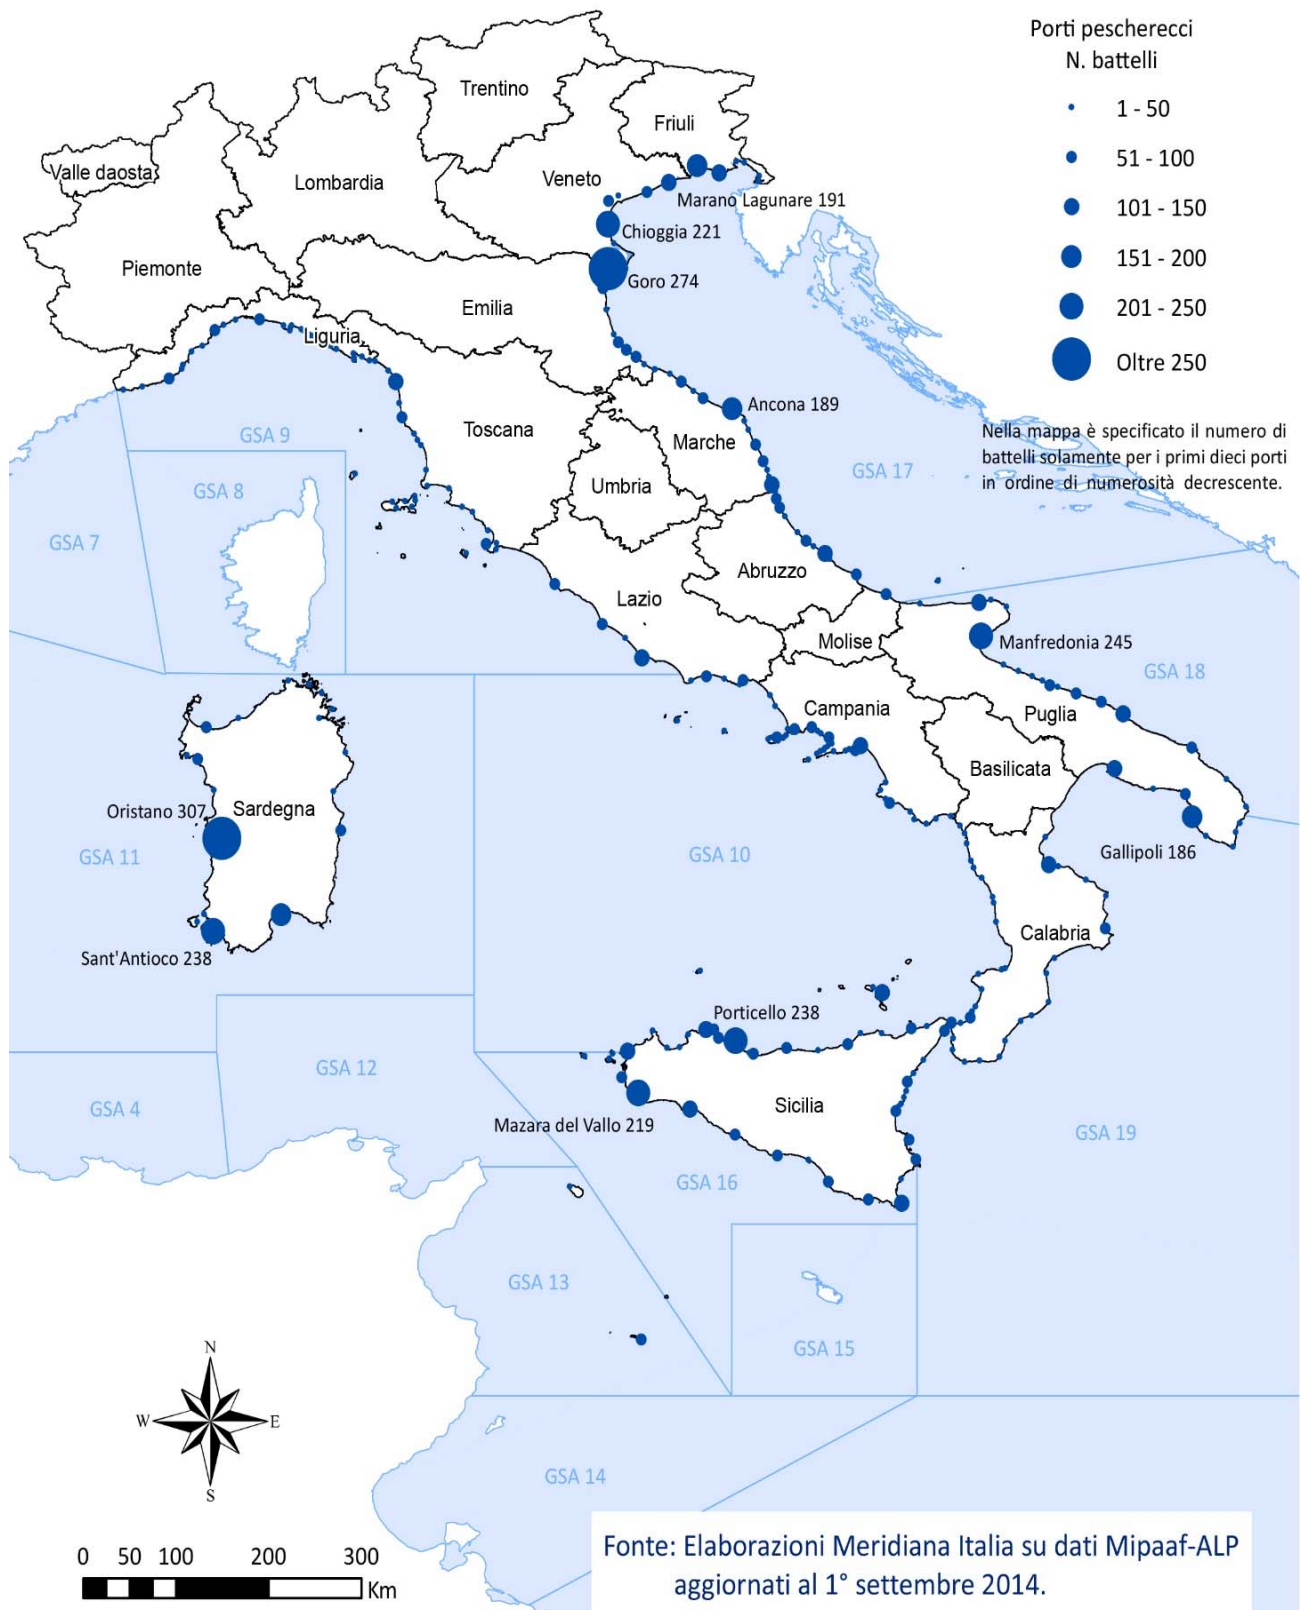 Porti pescherecci
N. battelli
1 - 50
51 - 100
101 - 150
151 - 200
201 - 250
Oltre 250
Nella mappa è specificato il numero di
battelli solamente per i primi dieci porti
in ordine di numerosità decrescente.
Trentino
Friuli
Valle daosta
Lombardia
Veneto
Marano Lagunare 191
Chioggia 221
Piemonte
Goro 274
Emilia
Liguria
Ancona 189
Toscana
Marche
GSA 9
GSA 17
GSA 8
Umbria
GSA 7
Abruzzo
Lazio
Molise
Manfredonia 245
GSA 18
Campania
Puglia
Basilicata
Oristano 307
Sardegna
GSA 11
GSA 10
Gallipoli 186
Calabria
Sant'Antioco 238
Porticello 238
GSA 12
GSA 4
Sicilia
Mazara del Vallo 219
GSA 19
GSA 16
GSA 13
GSA 15
N
W
E
S
GSA 14
0 50 100 200 300
Km
Fonte: Elaborazioni Meridiana Italia su dati Mipaaf-ALP
aggiornati al 1° settembre 2014.